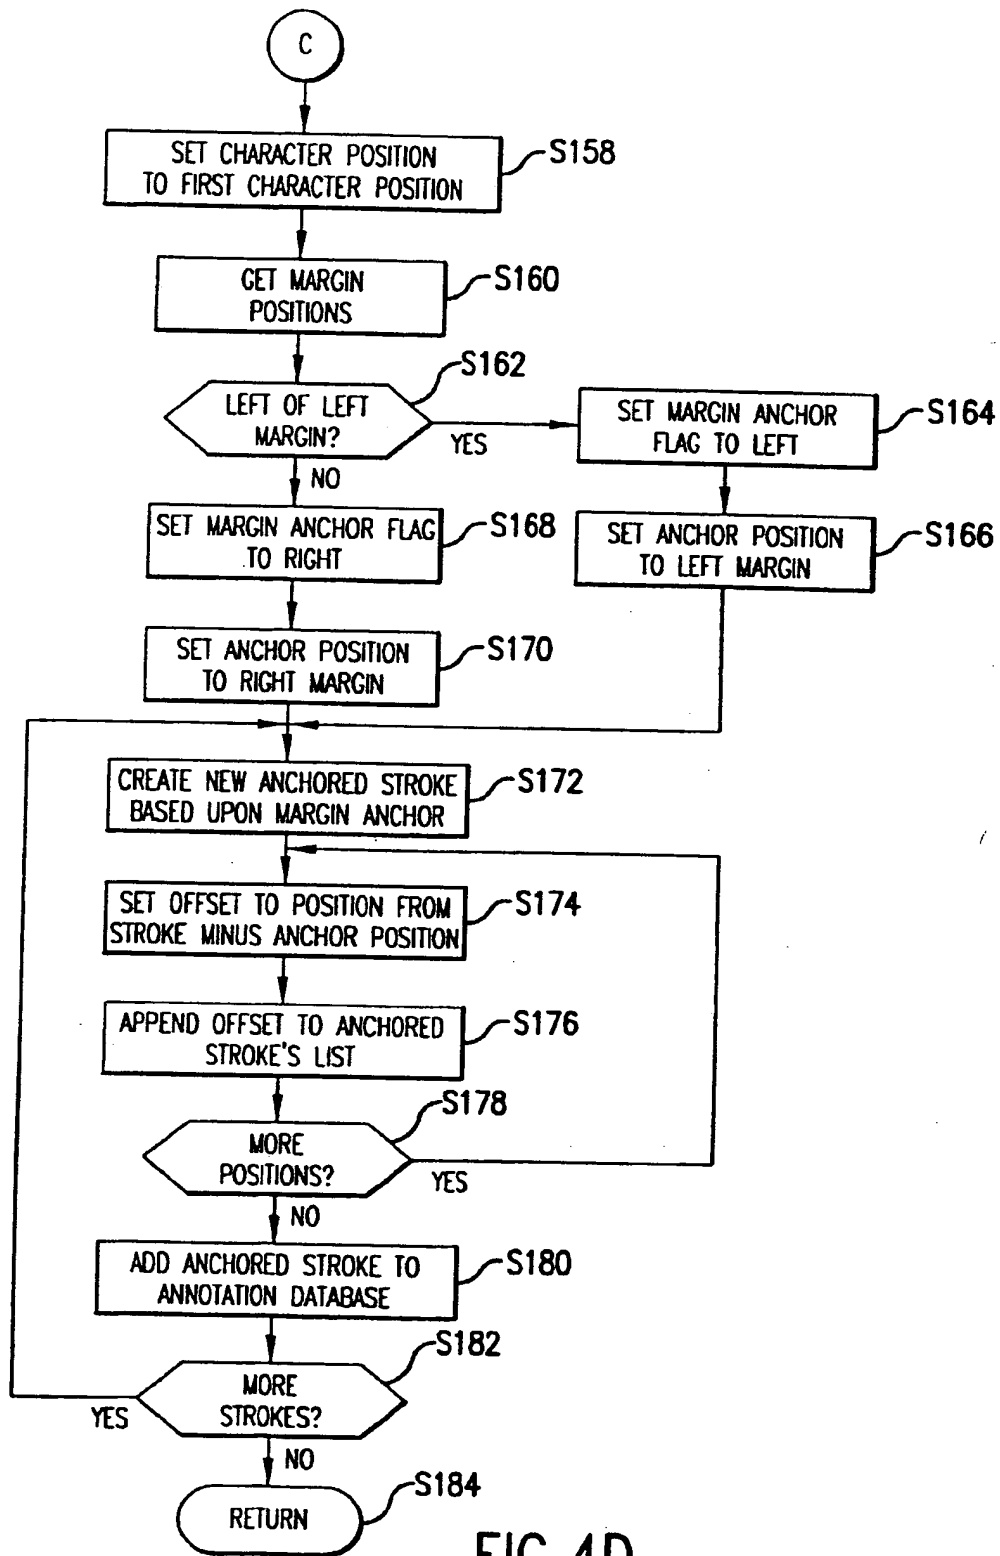 C
SET CHARACTER POSITION
TO FIRST CHARACTER POSITION
S158
GET MARGIN
POSITIONS
S160
LEFT OF LEFT
MARGIN?
S162
YES
NO
SET MARGIN ANCHOR
FLAG TO LEFT
S164
SET ANCHOR POSITION
TO LEFT MARGIN
S166
SET MARGIN ANCHOR FLAG
TO RIGHT
S168
SET ANCHOR POSITION
TO RIGHT MARGIN
S170
CREATE NEW ANCHORED STROKE
BASED UPON MARGIN ANCHOR
S172
SET OFFSET TO POSITION FROM
STROKE MINUS ANCHOR POSITION
S174
APPEND OFFSET TO ANCHORED
STROKE'S LIST
S176
MORE
POSITIONS?
S178
YES
NO
ADD ANCHORED STROKE TO
ANNOTATION DATABASE
S180
MORE
STROKES?
S182
YES
NO
RETURN
S184
FIG. 4D